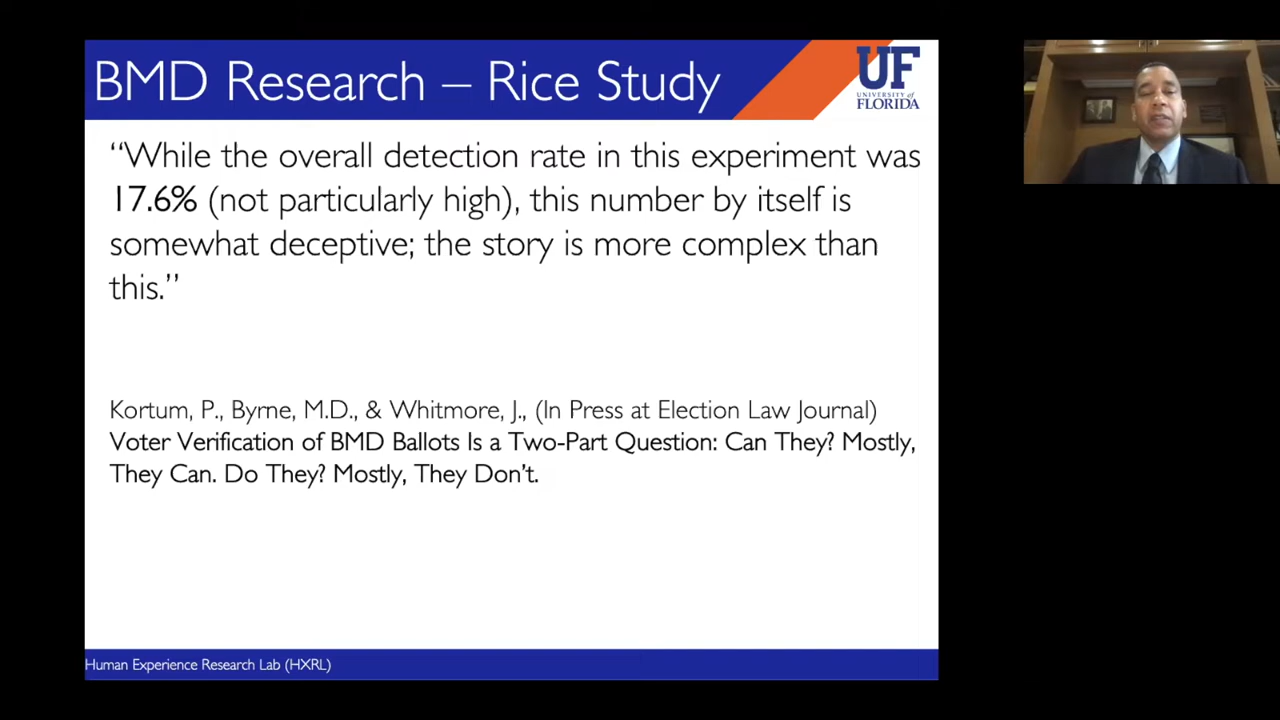 BMD Research – Rice Study
UF
UNIVERSITY of
FLORIDA
“While the overall detection rate in this experiment was
17.6% (not particularly high), this number by itself is
somewhat deceptive; the story is more complex than
this.”
Kortum, P., Byrne, M.D., & Whitmore, J., (In Press at Election Law Journal)
Voter Verification of BMD Ballots Is a Two-Part Question: Can They? Mostly,
They Can. Do They? Mostly, They Don’t.
Human Experience Research Lab (HXRL)